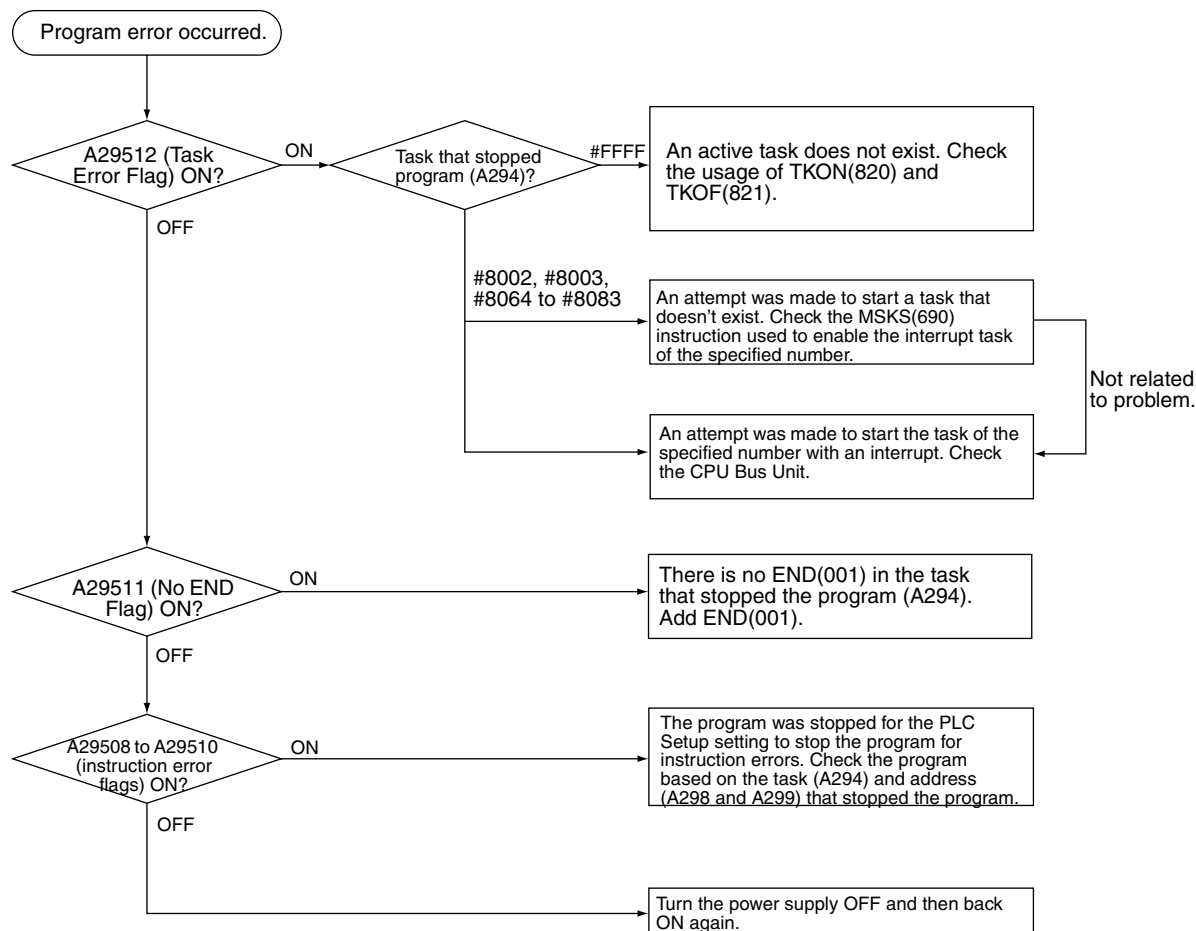 Program error occurred.
A29512 (Task
Error Flag) ON?
ON
OFF
Task that stopped
program (A294)?
#FFFF
An active task does not exist. Check
the usage of TKON(820) and
TKOF(821).
#8002, #8003,
#8064 to #8083
An attempt was made to start a task that
doesn't exist. Check the MSKS(690)
instruction used to enable the interrupt task
of the specified number.
Not related
to problem.
An attempt was made to start the task of the
specified number with an interrupt. Check
the CPU Bus Unit.
A29511 (No END
Flag) ON?
ON
OFF
There is no END(001) in the task
that stopped the program (A294).
Add END(001).
A29508 to A29510
(instruction error
flags) ON?
ON
OFF
The program was stopped for the PLC
Setup setting to stop the program for
instruction errors. Check the program
based on the task (A294) and address
(A298 and A299) that stopped the program.
Turn the power supply OFF and then back
ON again.